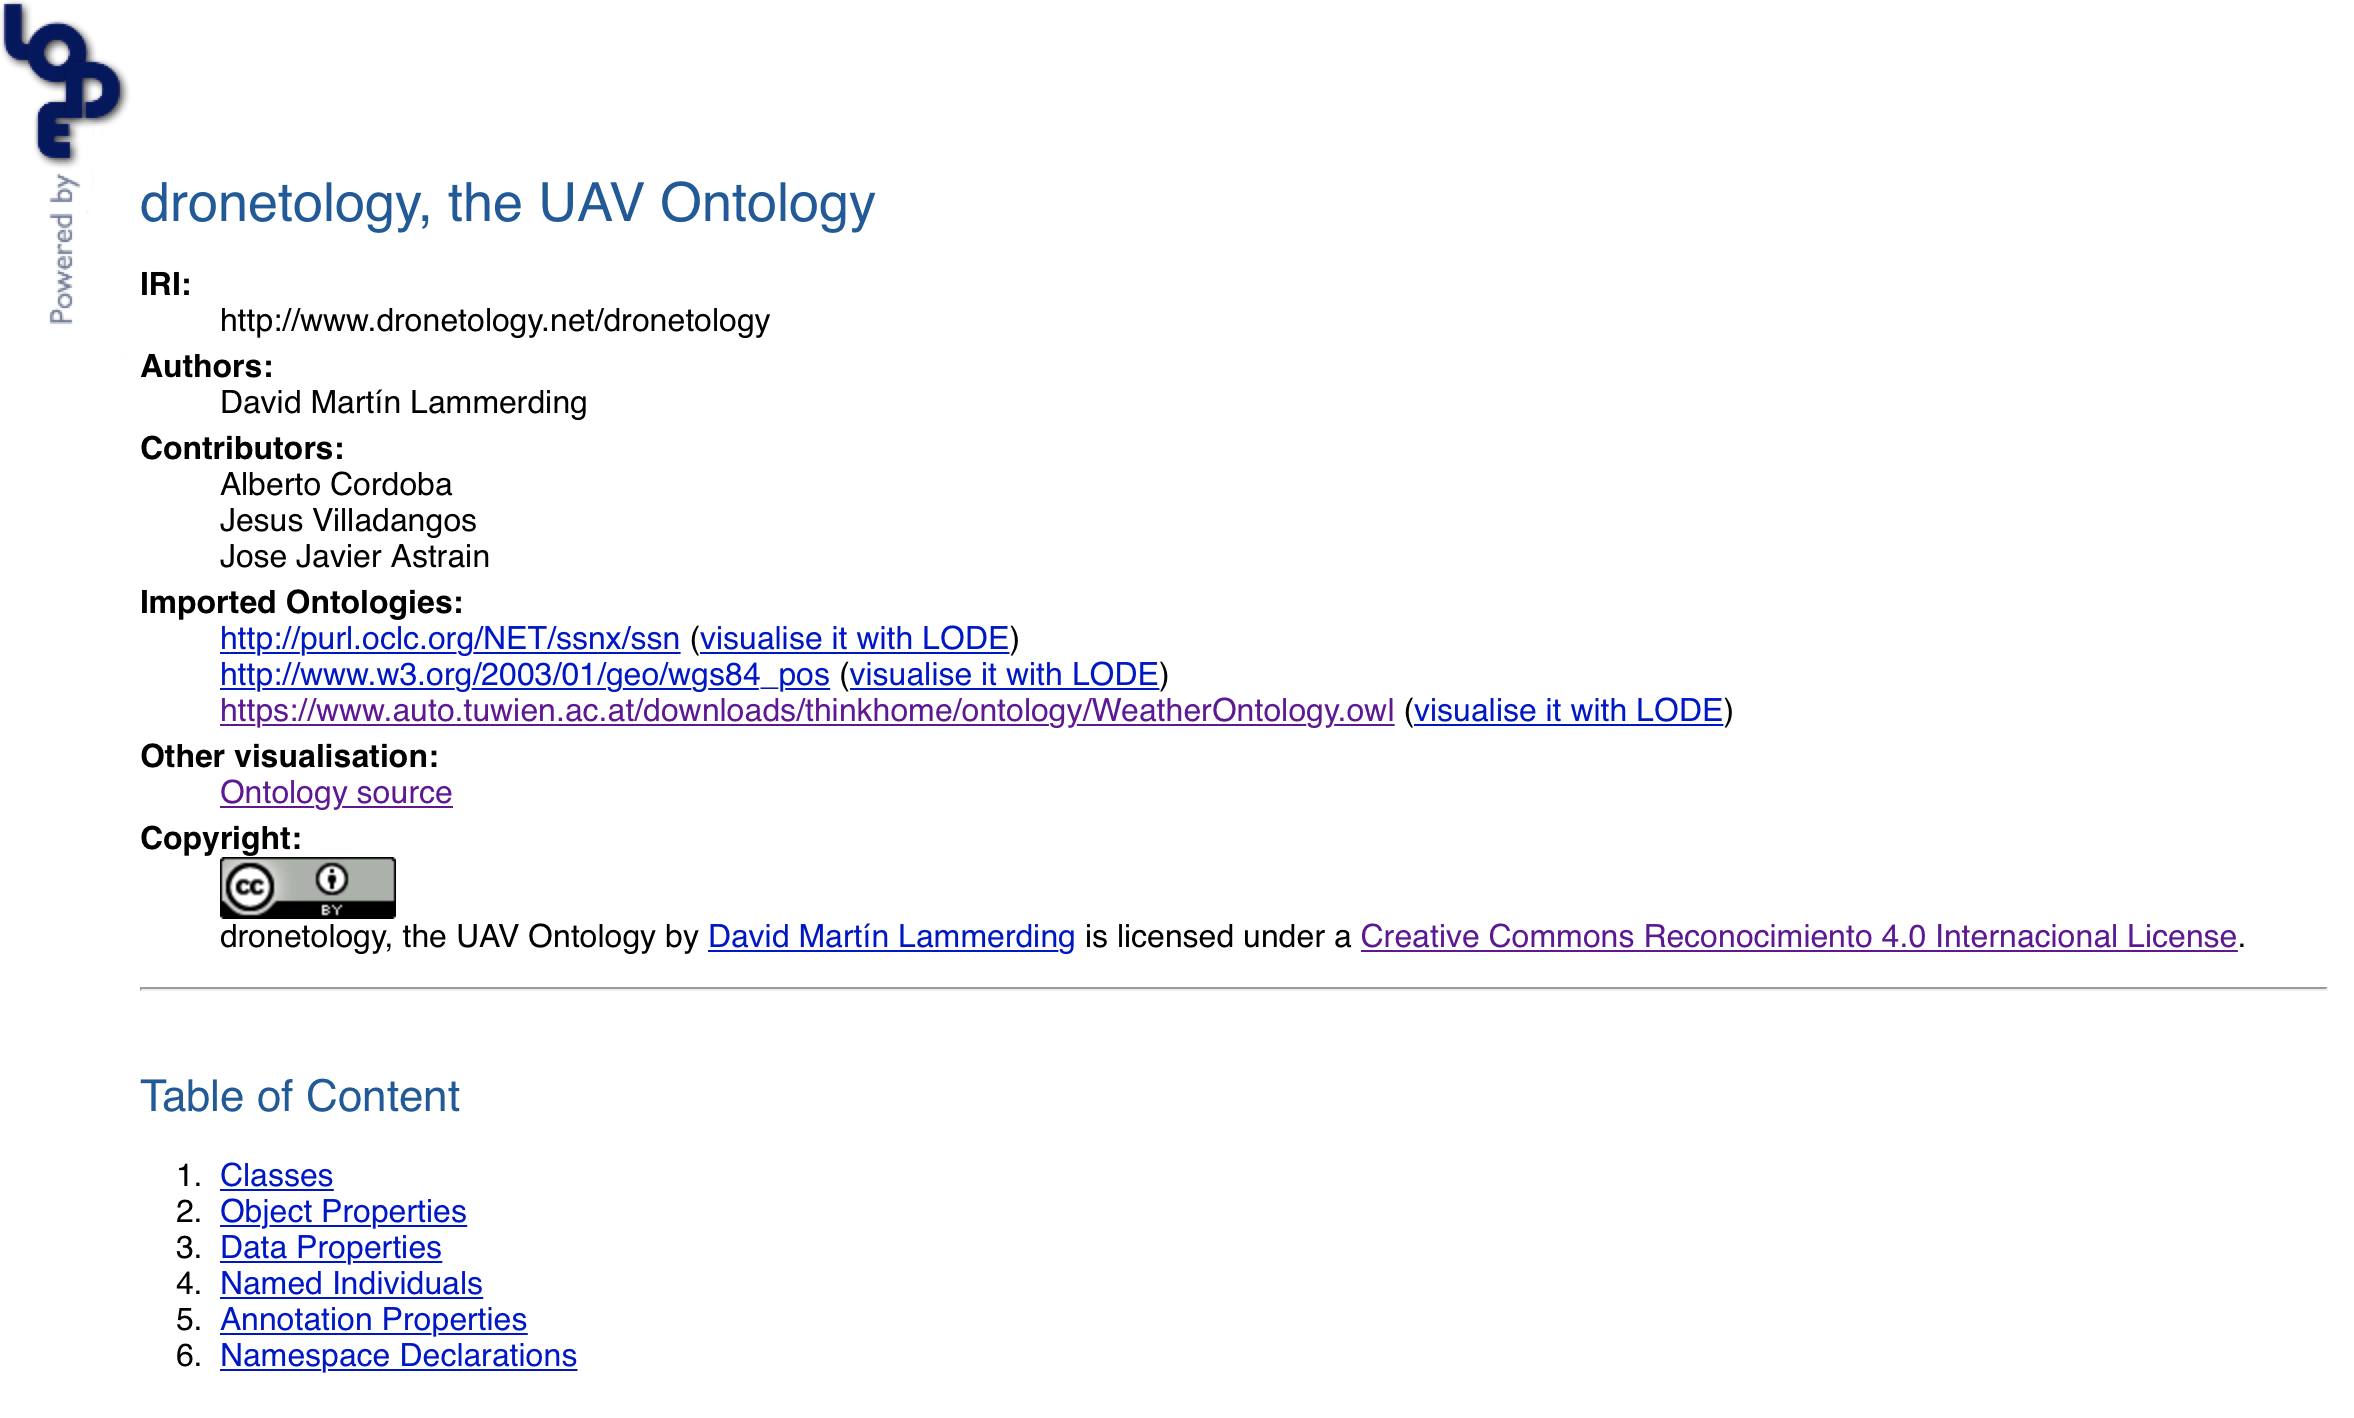 LODE
Powered by
dronetology, the UAV Ontology
IRI:
http://www.dronetology.net/dronetology
Authors:
David Martín Lammerding
Contributors:
Alberto Cordoba
Jesus Villadangos
Jose Javier Astrain
Imported Ontologies:
http://purl.oclc.org/NET/ssnx/ssn (visualise it with LODE)
http://www.w3.org/2003/01/geo/wgs84_pos (visualise it with LODE)
https://www.auto.tuwien.ac.at/downloads/thinkhome/ontology/WeatherOntology.owl (visualise it with LODE)
Other visualisation:
Ontology source
Copyright:
cc BY
dronetology, the UAV Ontology by David Martín Lammerding is licensed under a Creative Commons Reconocimiento 4.0 Internacional License.
Table of Content
1. Classes
2. Object Properties
3. Data Properties
4. Named Individuals
5. Annotation Properties
6. Namespace Declarations